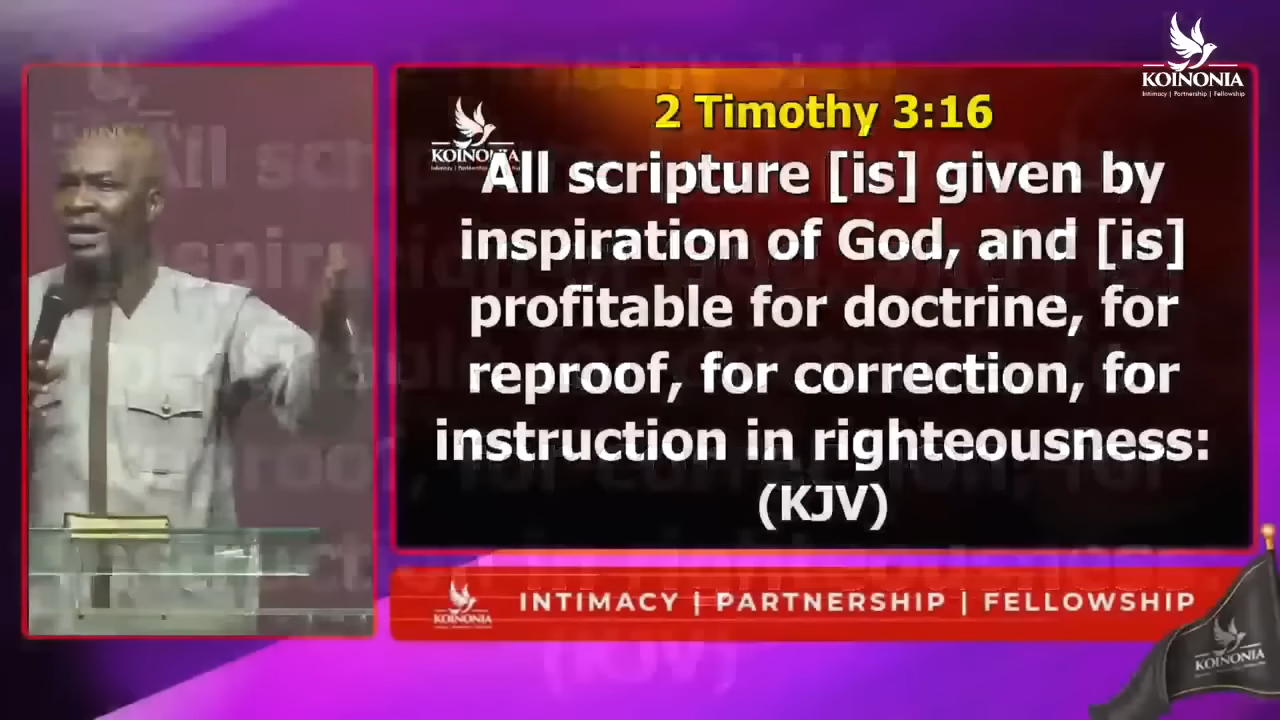 KOINONIA
Intimacy | Partnership | Fellowship
2 Timothy 3:16
KOINONIA
All scripture [is] given by
inspiration of God, and [is]
profitable for doctrine, for
reproof, for correction, for
instruction in righteousness:
(KJV)
KOINONIA
INTIMACY | PARTNERSHIP | FELLOWSHIP
KOINONIA